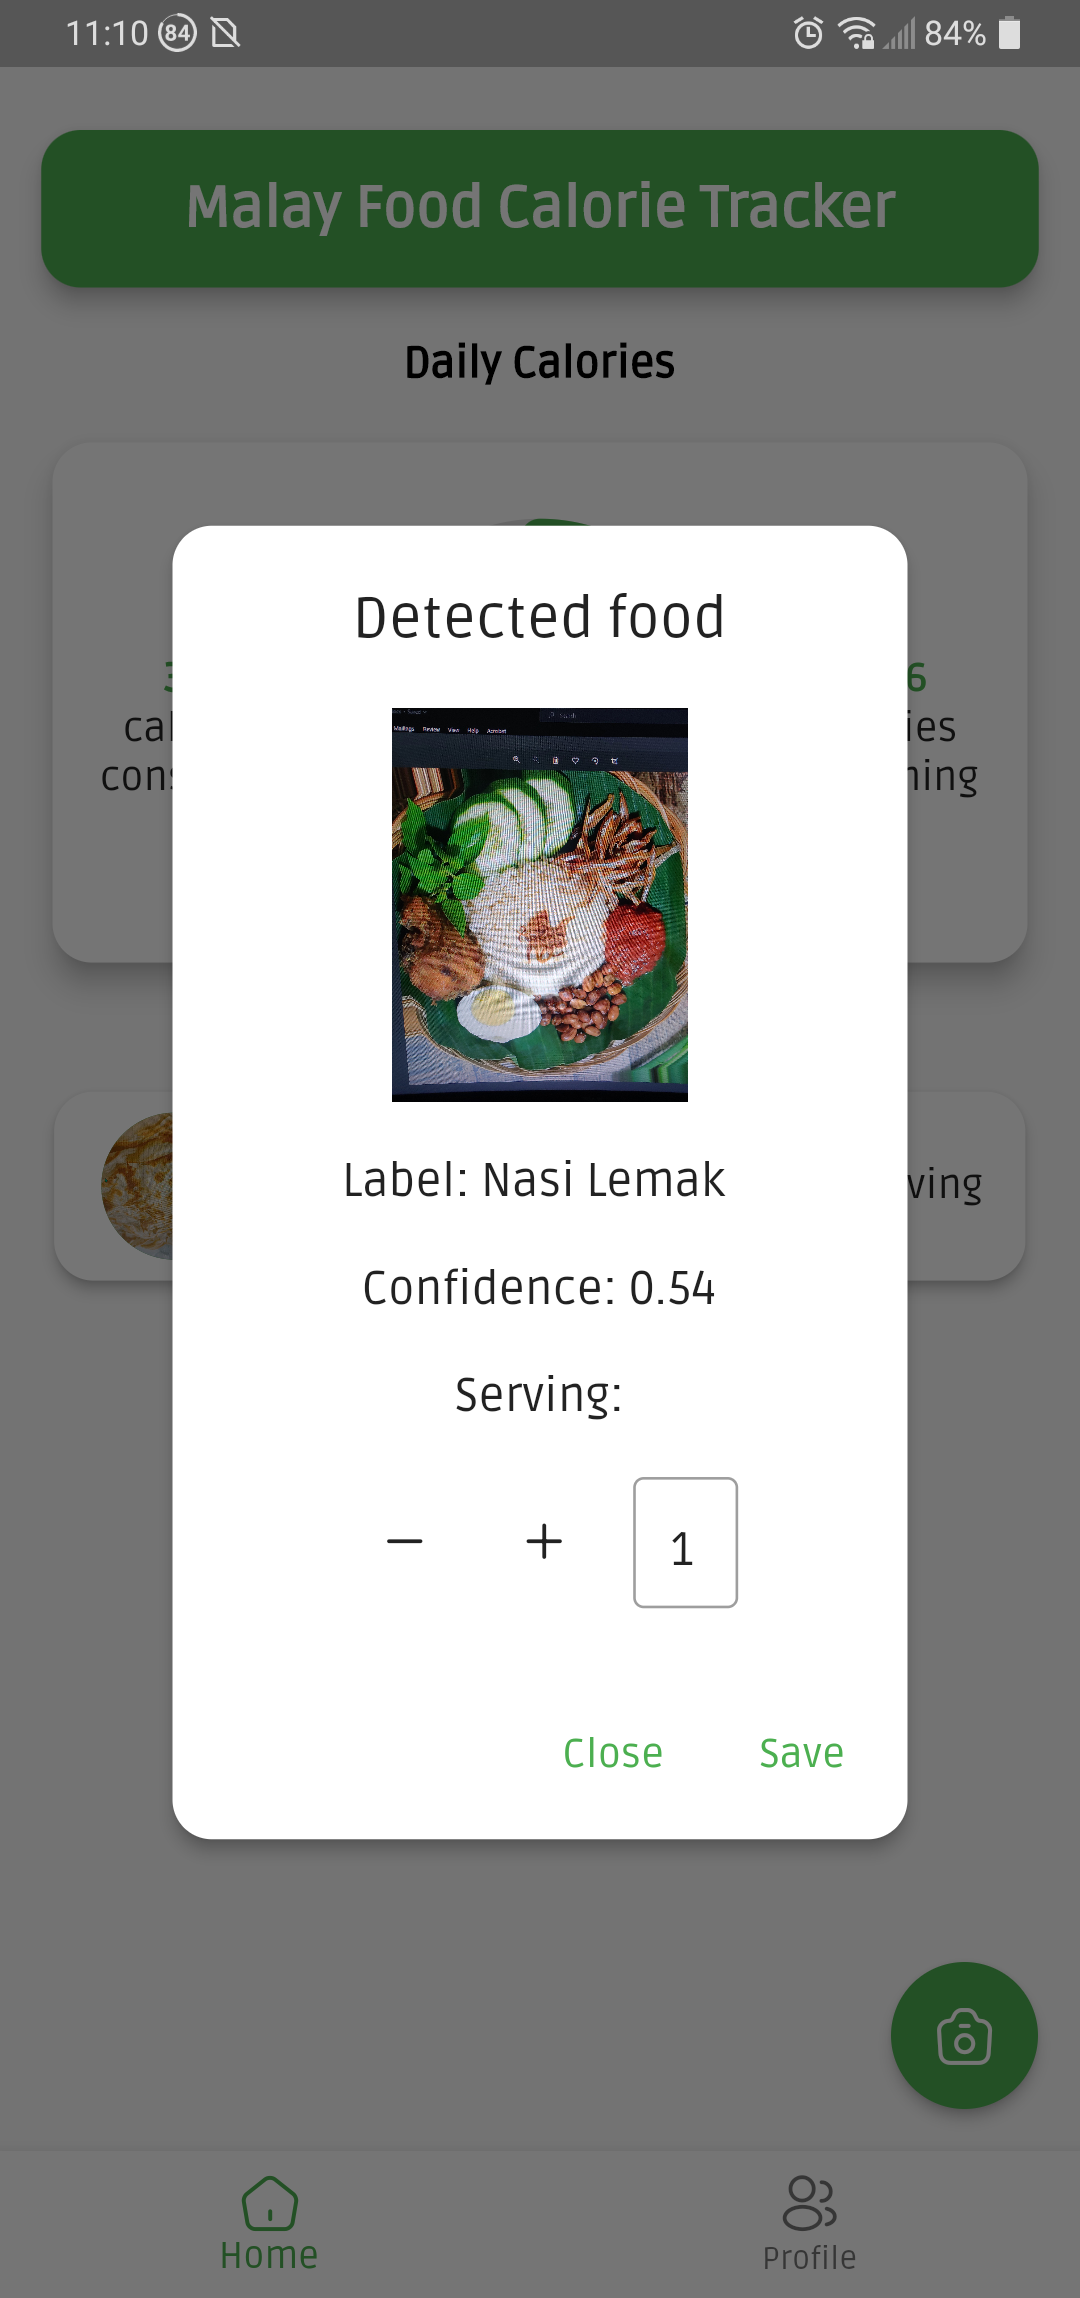 11:10 84 84%
Malay Food Calorie Tracker
Daily Calories
Detected food
6
cal ies
con ning
Mailings Review View Help Acrobat
Label: Nasi Lemak
ving
Confidence: 0.54
Serving:
− + 1
Close Save
Home Profile